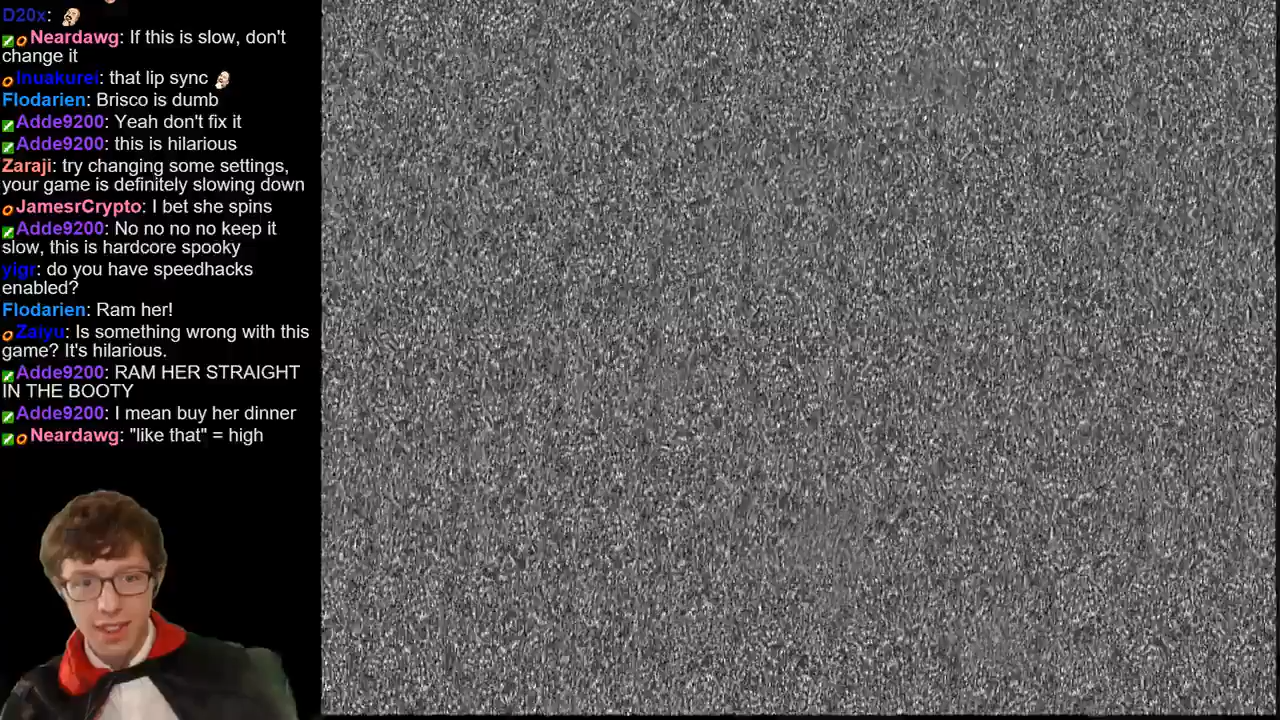 D20x:
Neardawg: If this is slow, don't
change it
Inuakurei: that lip sync
Flodarien: Brisco is dumb
Adde9200: Yeah don't fix it
Adde9200: this is hilarious
Zaraji: try changing some settings,
your game is definitely slowing down
JamesrCrypto: I bet she spins
Adde9200: No no no no keep it
slow, this is hardcore spooky
yigr: do you have speedhacks
enabled?
Flodarien: Ram her!
Zaiyu: Is something wrong with this
game? It's hilarious.
Adde9200: RAM HER STRAIGHT
IN THE BOOTY
Adde9200: I mean buy her dinner
Neardawg: "like that" = high